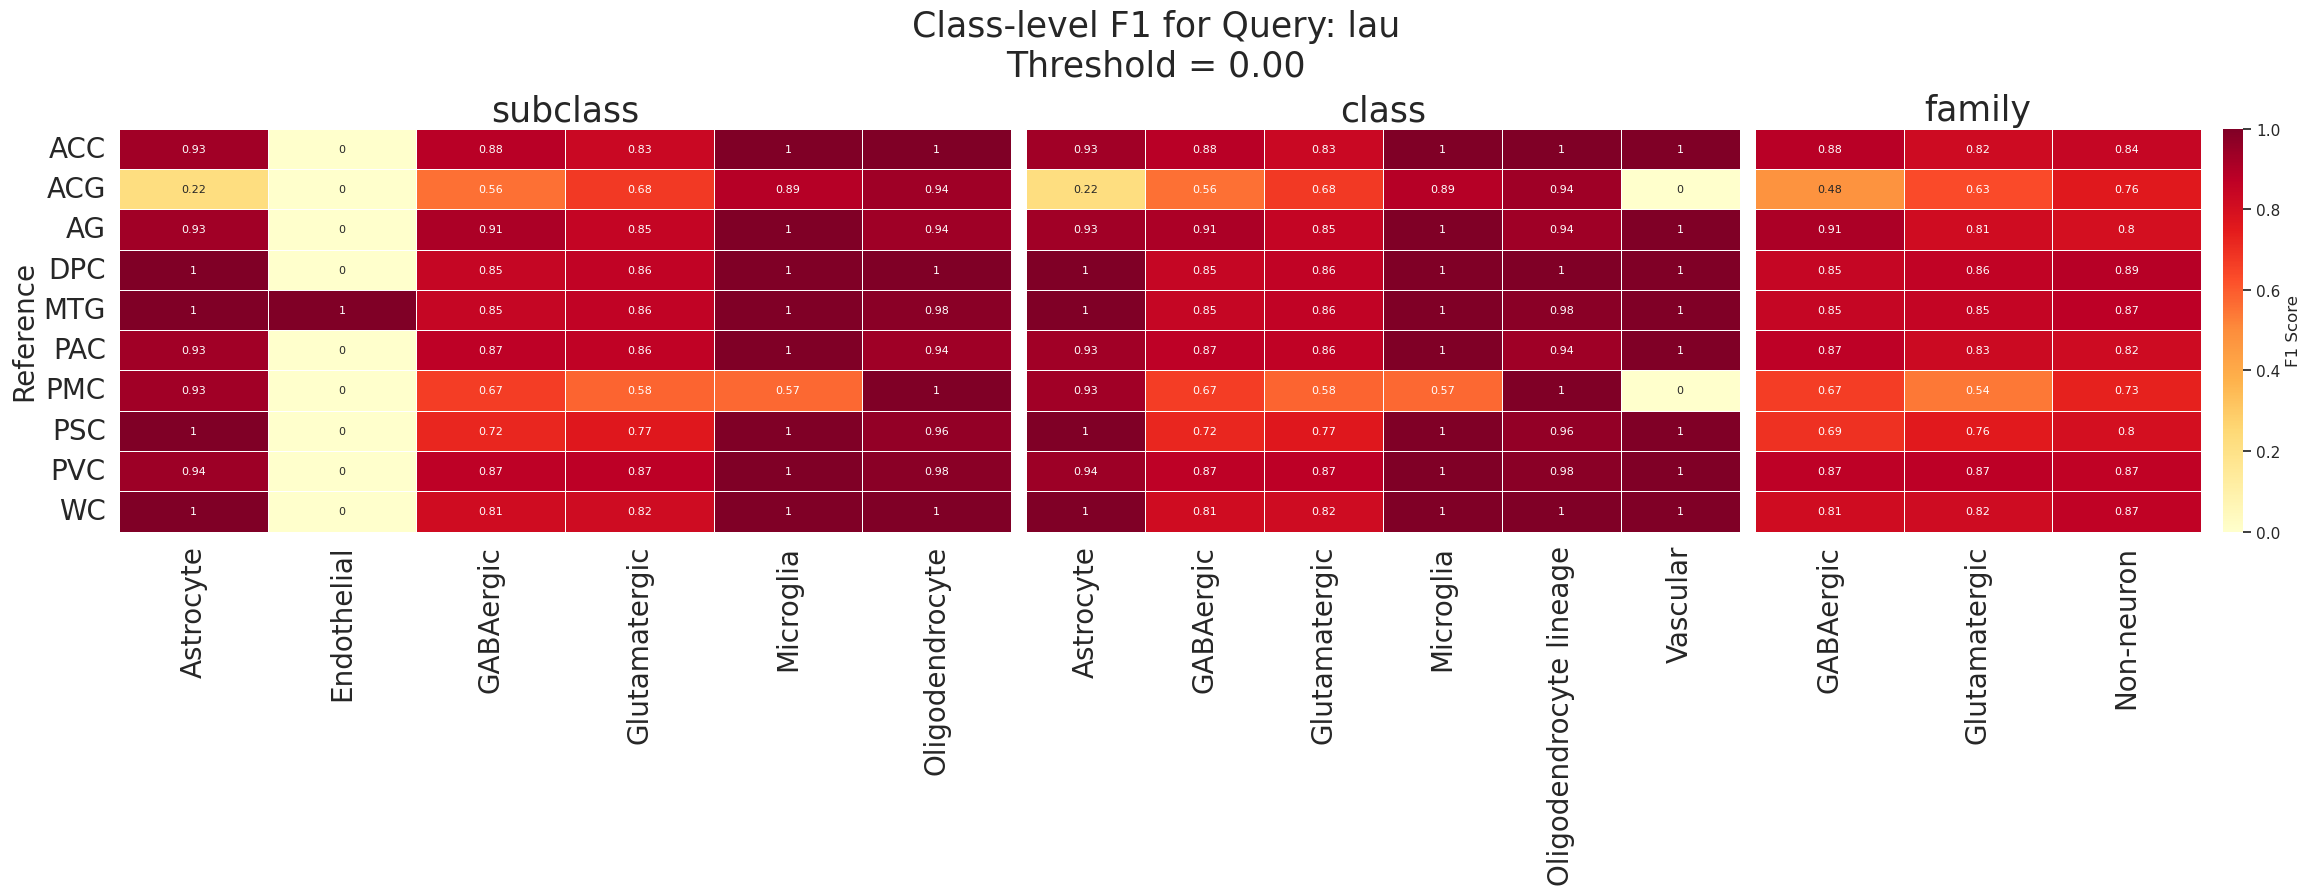 Class-level F1 for Query: lau
Threshold = 0.00
subclass class family
ACC 0.93 0 0.88 0.83 1 1 0.93 0.88 0.83 1 1 1 0.88 0.82 0.84 1.0
ACG 0.22 0 0.56 0.68 0.89 0.94 0.22 0.56 0.68 0.89 0.94 0 0.48 0.63 0.76
AG 0.93 0 0.91 0.85 1 0.94 0.93 0.91 0.85 1 0.94 1 0.91 0.81 0.8 0.8
DPC 1 0 0.85 0.86 1 1 1 0.85 0.86 1 1 1 0.85 0.86 0.89
MTG 1 1 0.85 0.86 1 0.98 1 0.85 0.86 1 0.98 1 0.85 0.85 0.87 0.6
PAC 0.93 0 0.87 0.86 1 0.94 0.93 0.87 0.86 1 0.94 1 0.87 0.83 0.82
PMC 0.93 0 0.67 0.58 0.57 1 0.93 0.67 0.58 0.57 1 0 0.67 0.54 0.73 0.4
PSC 1 0 0.72 0.77 1 0.96 1 0.72 0.77 1 0.96 1 0.69 0.76 0.8
PVC 0.94 0 0.87 0.87 1 0.98 0.94 0.87 0.87 1 0.98 1 0.87 0.87 0.87 0.2
WC 1 0 0.81 0.82 1 1 1 0.81 0.82 1 1 1 0.81 0.82 0.87 0.0
Reference
F1 Score
Astrocyte
Endothelial
GABAergic
Glutamatergic
Microglia
Oligodendrocyte
Astrocyte
GABAergic
Glutamatergic
Microglia
Oligodendrocyte lineage
Vascular
GABAergic
Glutamatergic
Non-neuron